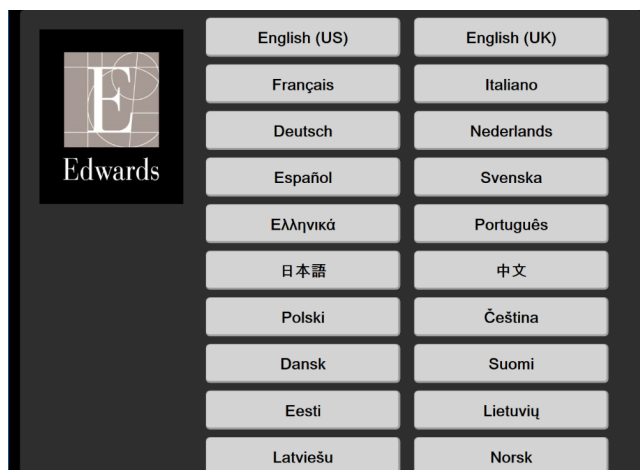 E
Edwards
English (US)
English (UK)
Français
Italiano
Deutsch
Nederlands
Español
Svenska
Ελληνικά
Português
日本語
中文
Polski
Čeština
Dansk
Suomi
Eesti
Lietuvių
Latviešu
Norsk